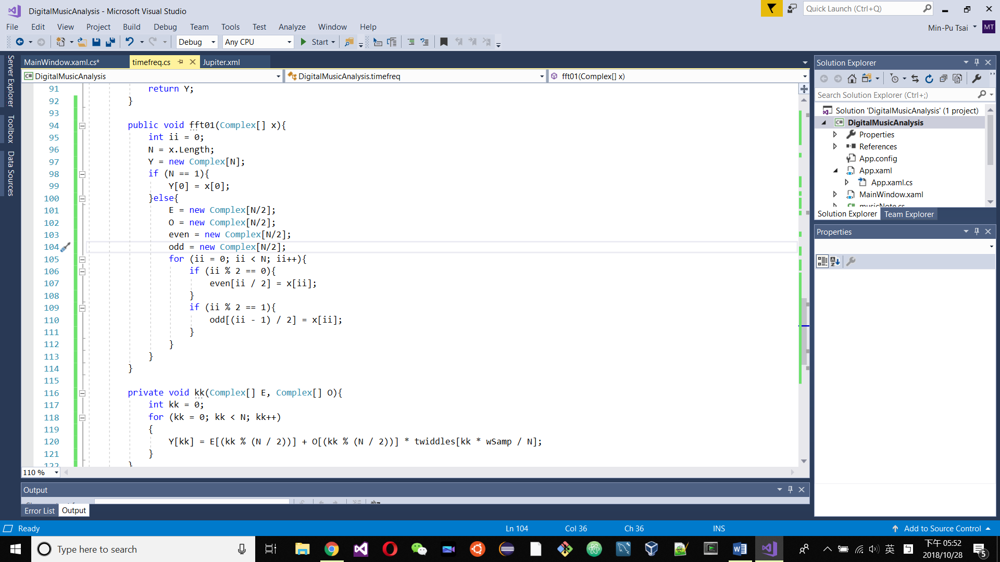 DigitalMusicAnalysis - Microsoft Visual Studio
Quick Launch (Ctrl+Q)
File Edit View Project Build Debug Team Tools Test Analyze Window Help
Min-Pu Tsai MT
Debug Any CPU Start
Server Explorer
Toolbox
Data Sources
MainWindow.xaml.cs* timefreq.cs Jupiter.xml
C# DigitalMusicAnalysis DigitalMusicAnalysis.timefreq fft01(Complex[] x)
91 return Y;
92 }
93
94 public void fft01(Complex[] x){
95 int ii = 0;
96 N = x.Length;
97 Y = new Complex[N];
98 if (N == 1){
99 Y[0] = x[0];
100 }else{
101 E = new Complex[N/2];
102 O = new Complex[N/2];
103 even = new Complex[N/2];
104 odd = new Complex[N/2];
105 for (ii = 0; ii < N; ii++){
106 if (ii % 2 == 0){
107 even[ii / 2] = x[ii];
108 }
109 if (ii % 2 == 1){
110 odd[(ii - 1) / 2] = x[ii];
111 }
112 }
113 }
114 }
115
116 private void kk(Complex[] E, Complex[] O){
117 int kk = 0;
118 for (kk = 0; kk < N; kk++)
119 {
120 Y[kk] = E[(kk % (N / 2))] + O[(kk % (N / 2))] * twiddles[kk * wSamp / N];
121 }
122 }
110 %
Output
Error List Output
Solution Explorer
Search Solution Explorer (Ctrl+;)
Solution 'DigitalMusicAnalysis' (1 project)
C# DigitalMusicAnalysis
Properties
References
App.config
App.xaml
App.xaml.cs
MainWindow.xaml
musicNote.cs
Solution Explorer Team Explorer
Properties
Ready Ln 104 Col 36 Ch 36 INS Add to Source Control
Type here to search
英
下午 05:52
2018/10/28
5